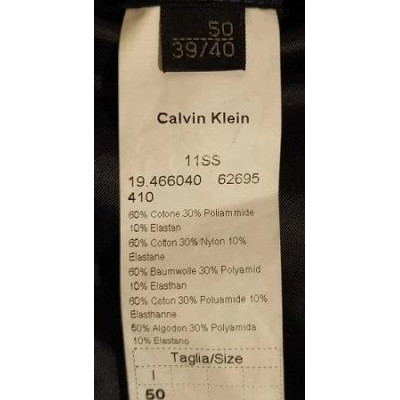 50
39/40
Calvin Klein
11SS
19.466040 62695
410
60% Cotone 30% Poliammide
10% Elastan
60% Cotton 30% Nylon 10%
Elastane
60% Baumwolle 30% Polyamid
10% Elasthan
60% Coton 30% Poluamide 10%
Elasthanne
60% Algodon 30% Polyamida
10% Elastano
Taglia/Size
I
50